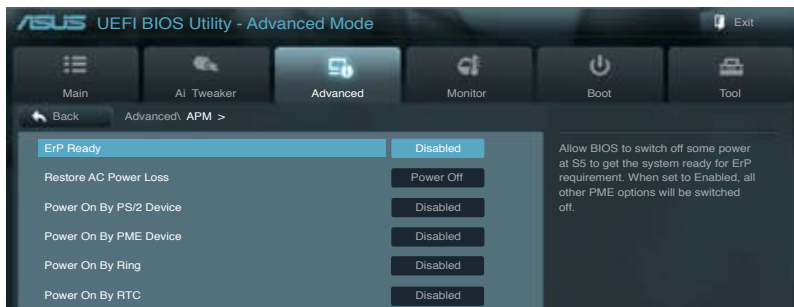 ASUS UEFI BIOS Utility - Advanced Mode
Exit
Main
Ai Tweaker
Advanced
Monitor
Boot
Tool
Back
Advanced\ APM >
ErP Ready Disabled
Restore AC Power Loss Power Off
Power On By PS/2 Device Disabled
Power On By PME Device Disabled
Power On By Ring Disabled
Power On By RTC Disabled
Allow BIOS to switch off some power
at S5 to get the system ready for ErP
requirement. When set to Enabled, all
other PME options will be switched
off.